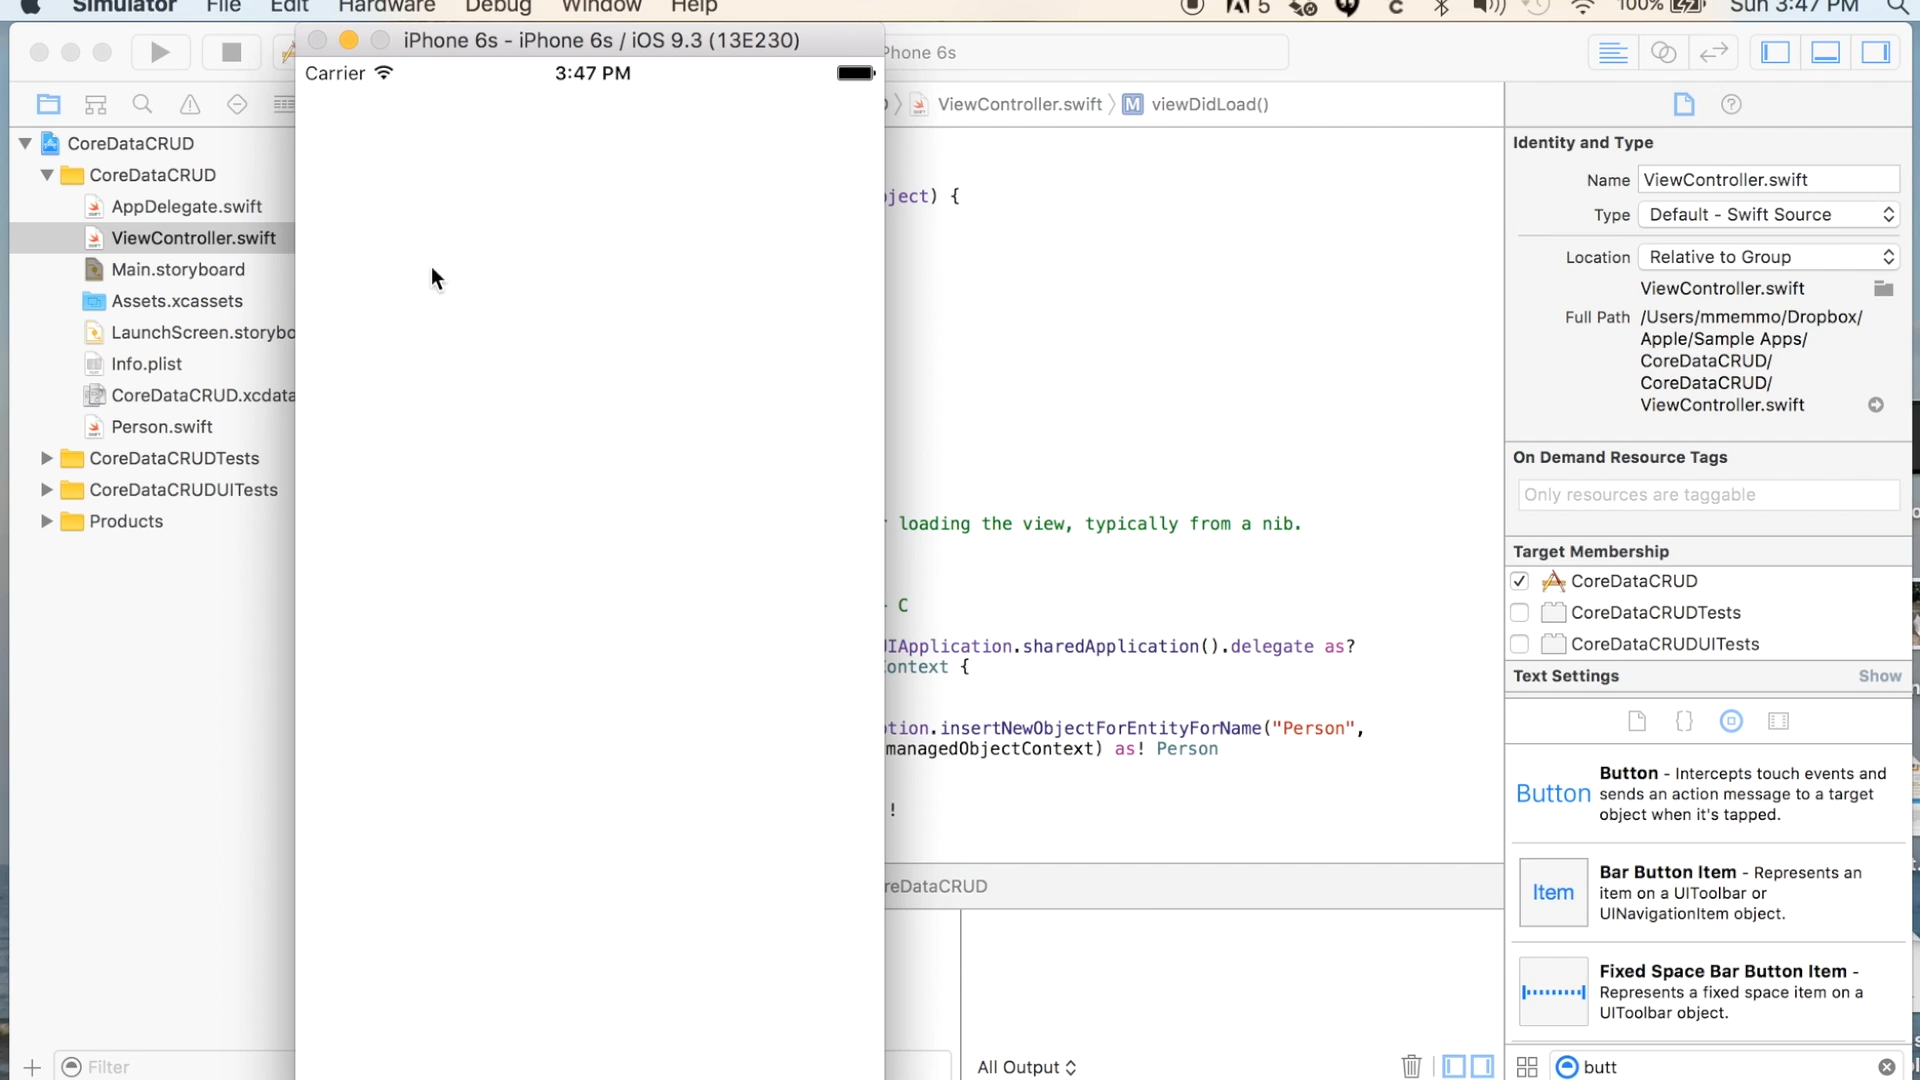 Simulator File Edit Hardware Debug Window Help 5 100% Sun 3:47 PM
iPhone 6s - iPhone 6s / iOS 9.3 (13E230)
Phone 6s
Carrier 3:47 PM
ViewController.swift M viewDidLoad()
CoreDataCRUD
CoreDataCRUD
AppDelegate.swift
ViewController.swift
Main.storyboard
Assets.xcassets
LaunchScreen.storybo
Info.plist
CoreDataCRUD.xcdata
Person.swift
CoreDataCRUDTests
CoreDataCRUDUITests
Products
Filter
ject) {
loading the view, typically from a nib.
- C
UIApplication.sharedApplication().delegate as?
Context {
tion.insertNewObjectForEntityForName("Person",
managedObjectContext) as! Person
!
reDataCRUD
All Output
Identity and Type
Name ViewController.swift
Type Default - Swift Source
Location Relative to Group
ViewController.swift
Full Path /Users/mmemmo/Dropbox/
Apple/Sample Apps/
CoreDataCRUD/
CoreDataCRUD/
ViewController.swift
On Demand Resource Tags
Only resources are taggable
Target Membership
CoreDataCRUD
CoreDataCRUDTests
CoreDataCRUDUITests
Text Settings Show
Button
Button - Intercepts touch events and
sends an action message to a target
object when it's tapped.
Item
Bar Button Item - Represents an
item on a UIToolbar or
UINavigationItem object.
Fixed Space Bar Button Item -
Represents a fixed space item on a
UIToolbar object.
butt